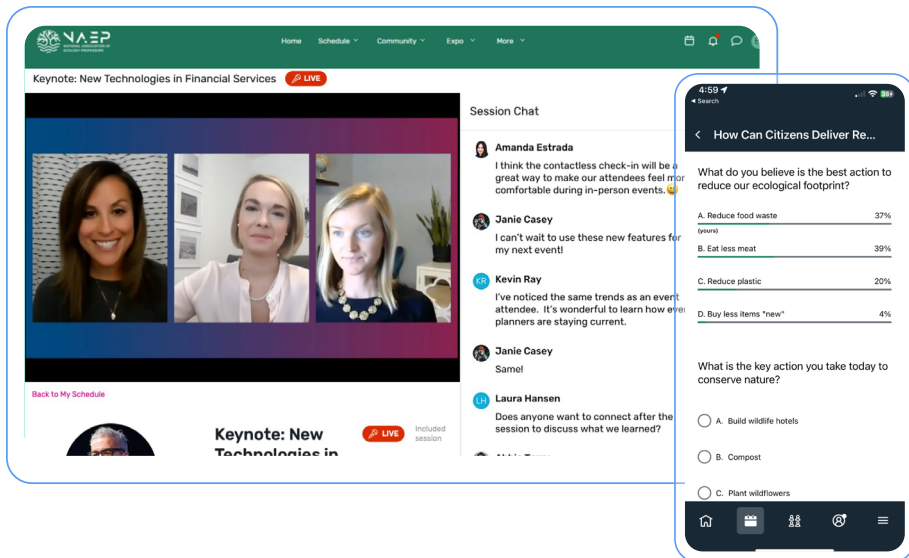 NAEP
NATIONAL ASSOCIATION OF
ECOLOGY PROFESSORS
Home
Schedule
Community
Expo
More
Keynote: New Technologies in Financial Services
LIVE
Session Chat
Amanda Estrada
I think the contactless check-in will be a
great way to make our attendees feel mor
comfortable during in-person events.
Janie Casey
I can't wait to use these new features for
my next event!
KR
Kevin Ray
I've noticed the same trends as an event
attendee. It's wonderful to learn how eve
planners are staying current.
Janie Casey
Same!
LH
Laura Hansen
Does anyone want to connect after the
session to discuss what we learned?
Back to My Schedule
Keynote: New
Technologies in
LIVE
Included
session
4:59
Search
How Can Citizens Deliver Re...
What do you believe is the best action to
reduce our ecological footprint?
A. Reduce food waste 37%
(yours)
B. Eat less meat 39%
C. Reduce plastic 20%
D. Buy less items "new" 4%
What is the key action you take today to
conserve nature?
A. Build wildlife hotels
B. Compost
C. Plant wildflowers